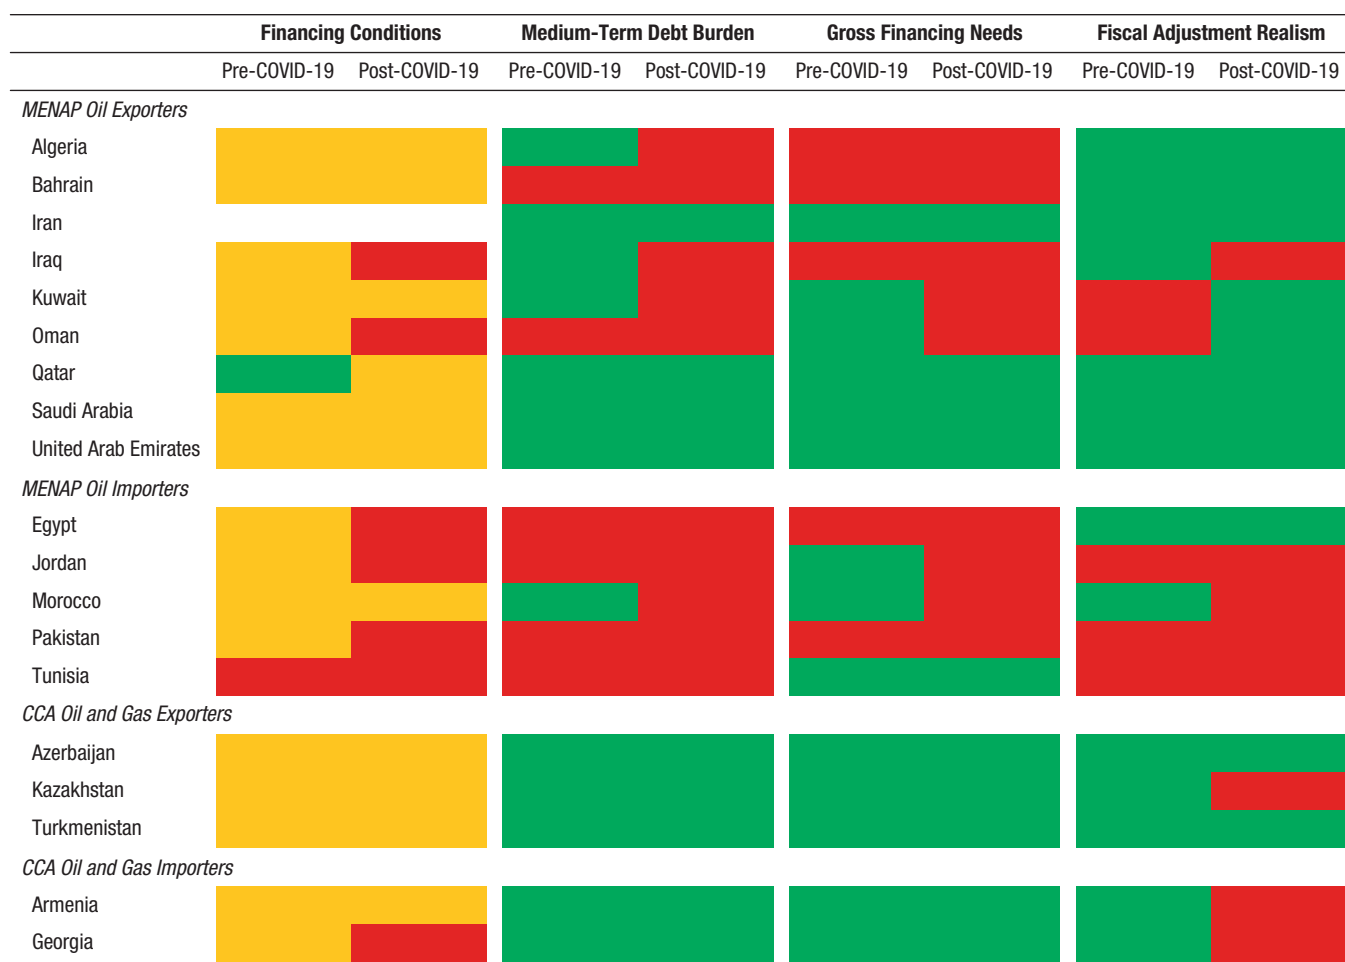 Financing Conditions Medium-Term Debt Burden Gross Financing Needs Fiscal Adjustment Realism
Pre-COVID-19 Post-COVID-19 Pre-COVID-19 Post-COVID-19 Pre-COVID-19 Post-COVID-19 Pre-COVID-19 Post-COVID-19
MENAP Oil Exporters
Algeria
Bahrain
Iran
Iraq
Kuwait
Oman
Qatar
Saudi Arabia
United Arab Emirates
MENAP Oil Importers
Egypt
Jordan
Morocco
Pakistan
Tunisia
CCA Oil and Gas Exporters
Azerbaijan
Kazakhstan
Turkmenistan
CCA Oil and Gas Importers
Armenia
Georgia